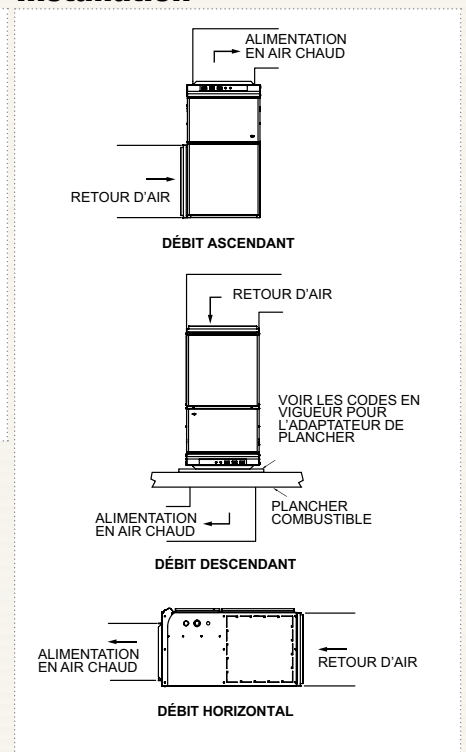 ALIMENTATION
EN AIR CHAUD
RETOUR D'AIR
DÉBIT ASCENDANT
RETOUR D'AIR
VOIR LES CODES EN
VIGUEUR POUR
L'ADAPTATEUR DE
PLANCHER
ALIMENTATION
EN AIR CHAUD
PLANCHER
COMBUSTIBLE
DÉBIT DESCENDANT
ALIMENTATION
EN AIR CHAUD
RETOUR D'AIR
DÉBIT HORIZONTAL